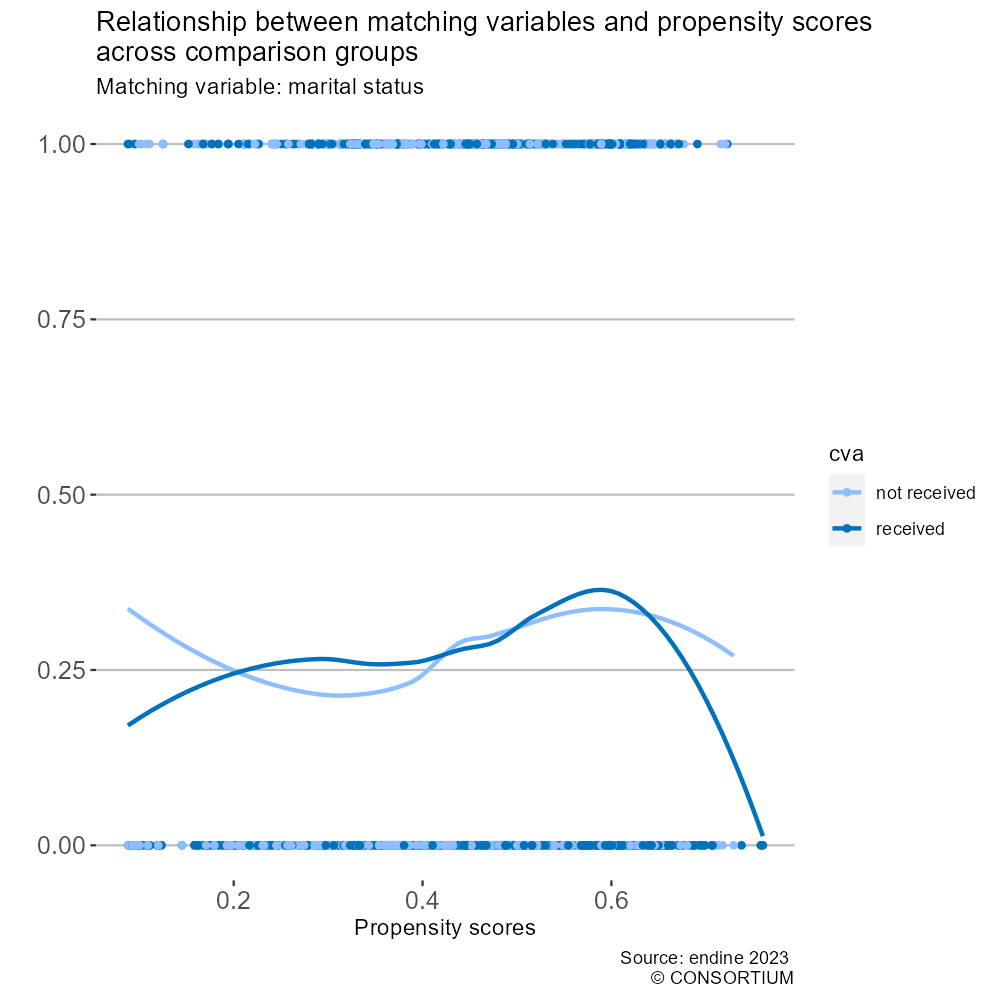 Relationship between matching variables and propensity scores
across comparison groups
Matching variable: marital status
1.00
0.75
0.50
0.25
0.00
0.2 0.4 0.6
Propensity scores
cva
not received
received
Source: endine 2023
© CONSORTIUM